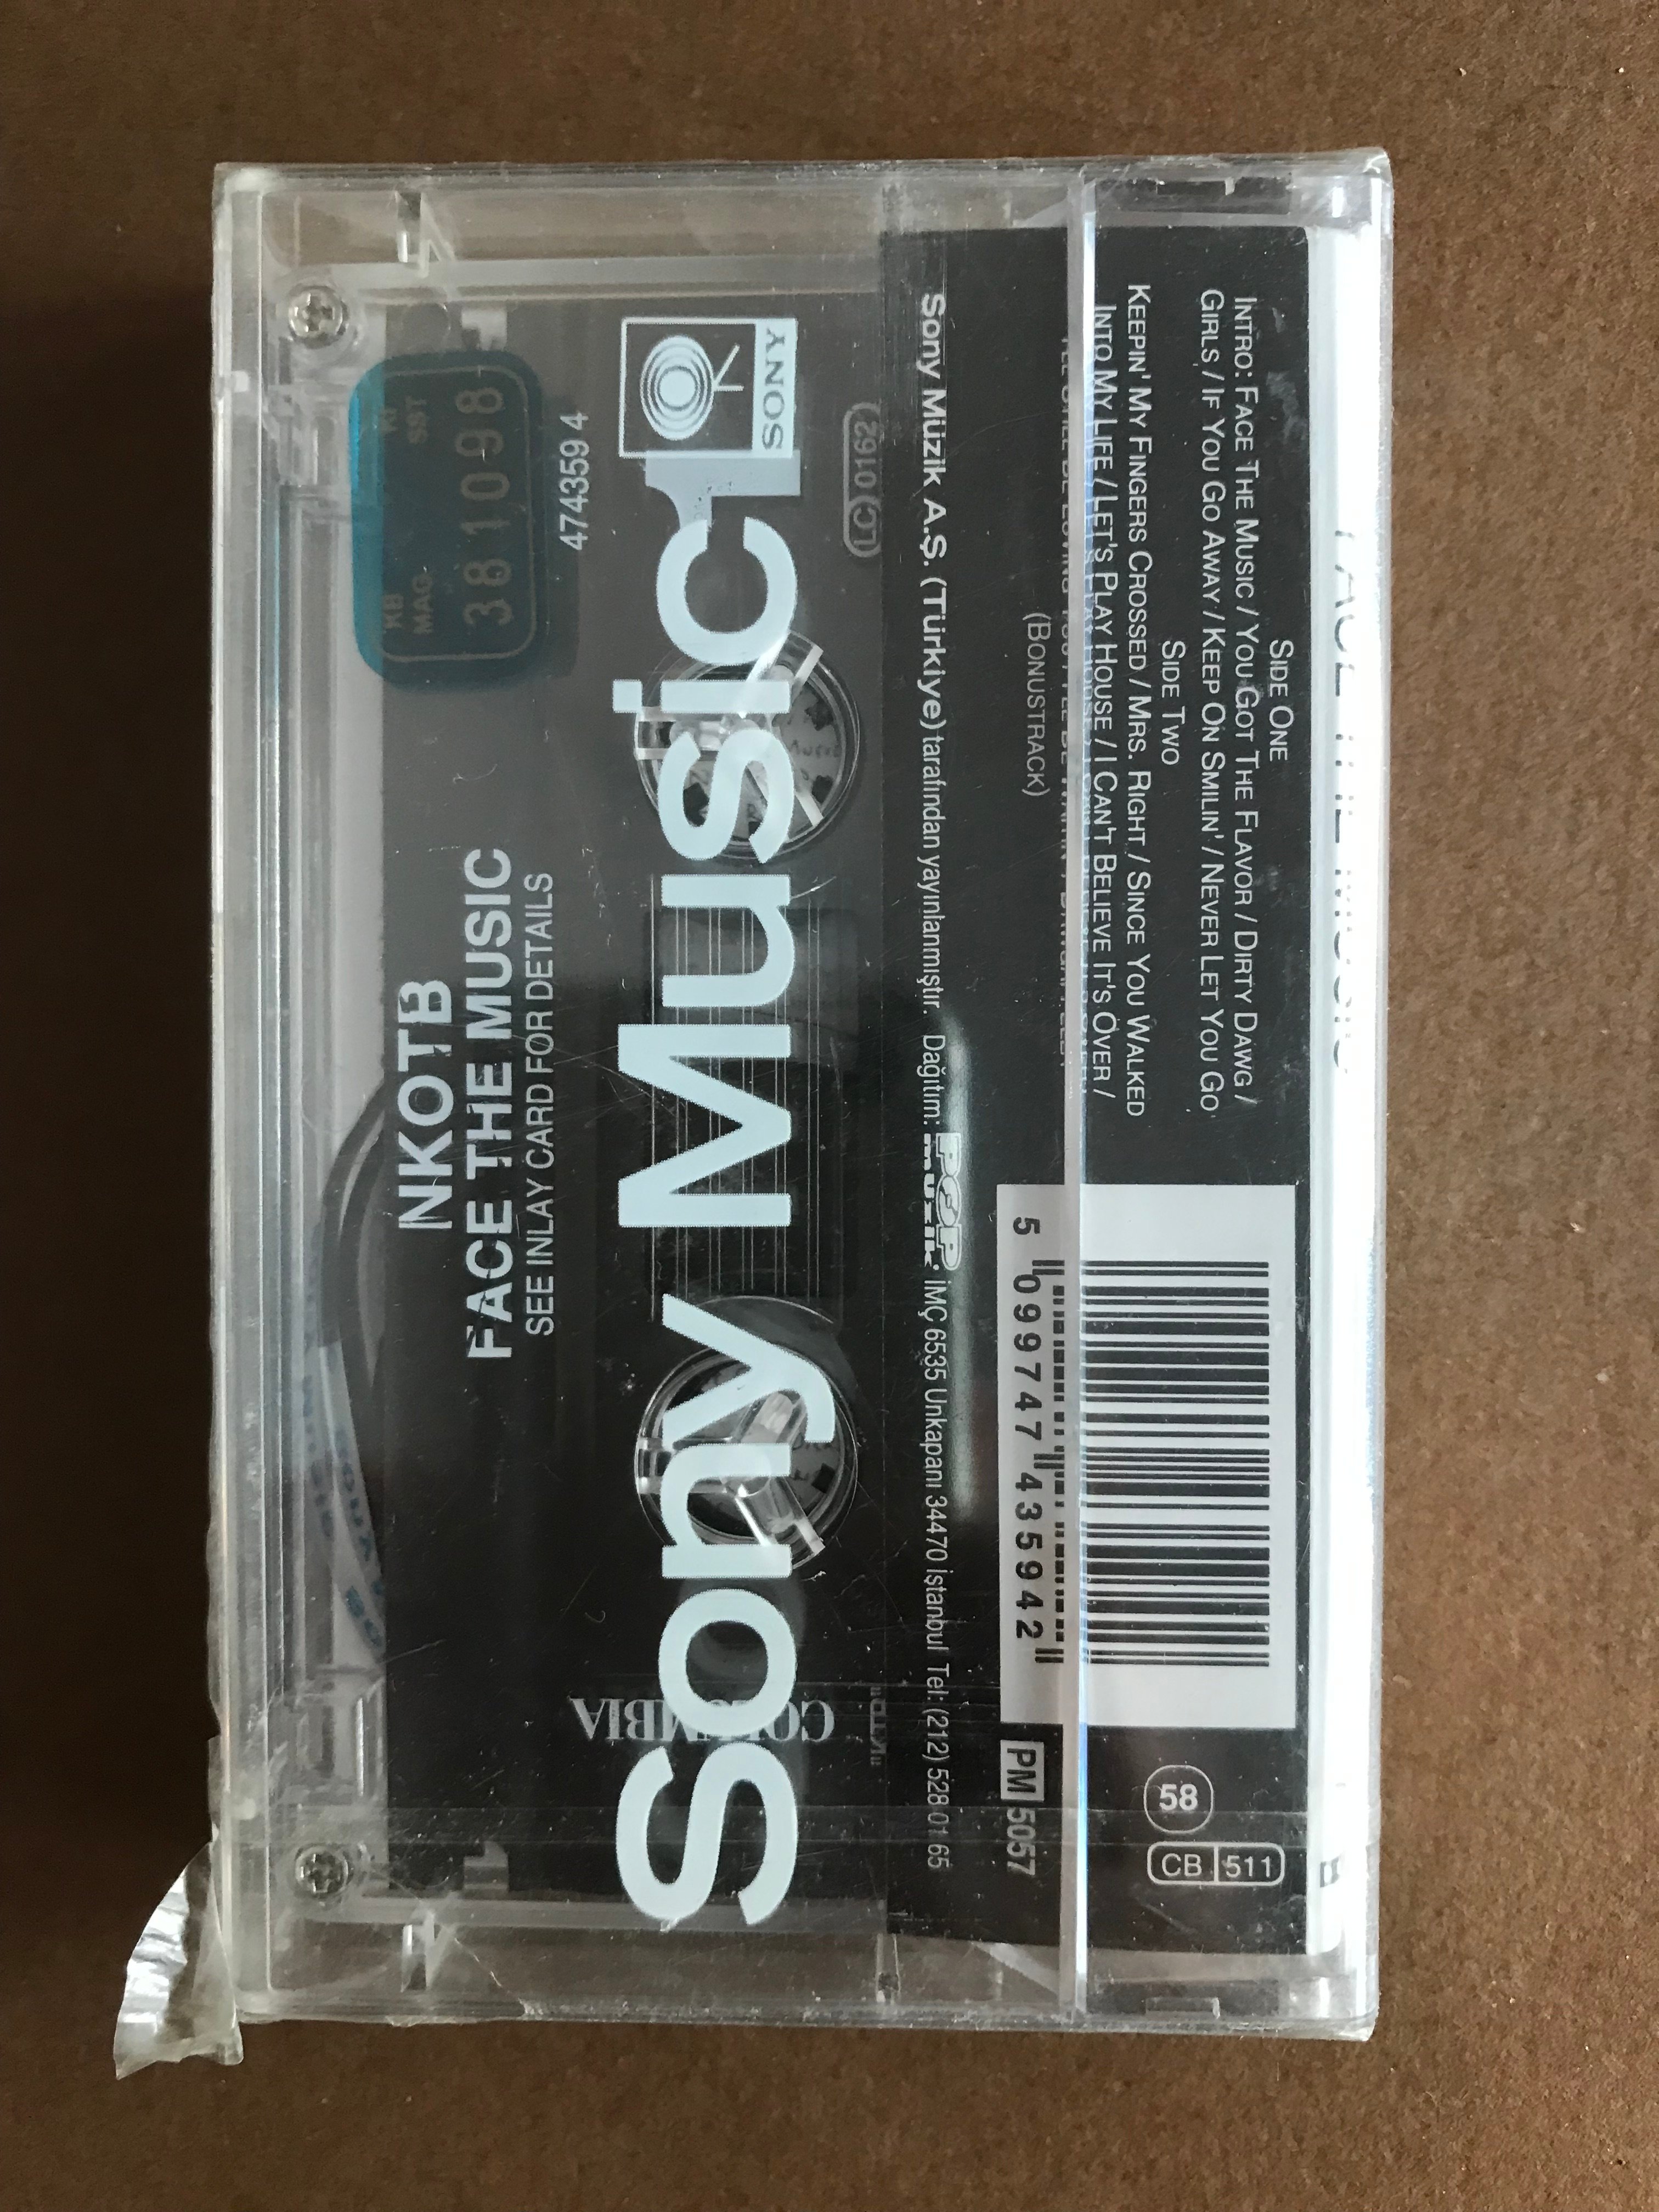 SIDE ONE
INTRO: FACE THE MUSIC / YOU GOT THE FLAVOR / DIRTY DAWG /
GIRLS / IF YOU GO AWAY / KEEP ON SMILIN' / NEVER LET YOU GO
SIDE TWO
KEEPIN' MY FINGERS CROSSED / MRS. RIGHT / SINCE YOU WALKED
INTO MY LIFE / LET'S PLAY HOUSE / I CAN'T BELIEVE IT'S OVER /
(BONUSTRACK)
5 099747 435942
58
CB 511
PM 5057
Sony Müzik A.Ş. (Türkiye) tarafından yayınlanmıştır. Dağıtım: POP müzik: İMÇ 6535 Unkapanı 34470 İstanbul Tel: (212) 528 01 65
LC 0162
COLUMBIA
Sony Music
SONY
474359 4
NKOTB
FACE THE MUSIC
SEE INLAY CARD FOR DETAILS
KB
MAG
SST
381098